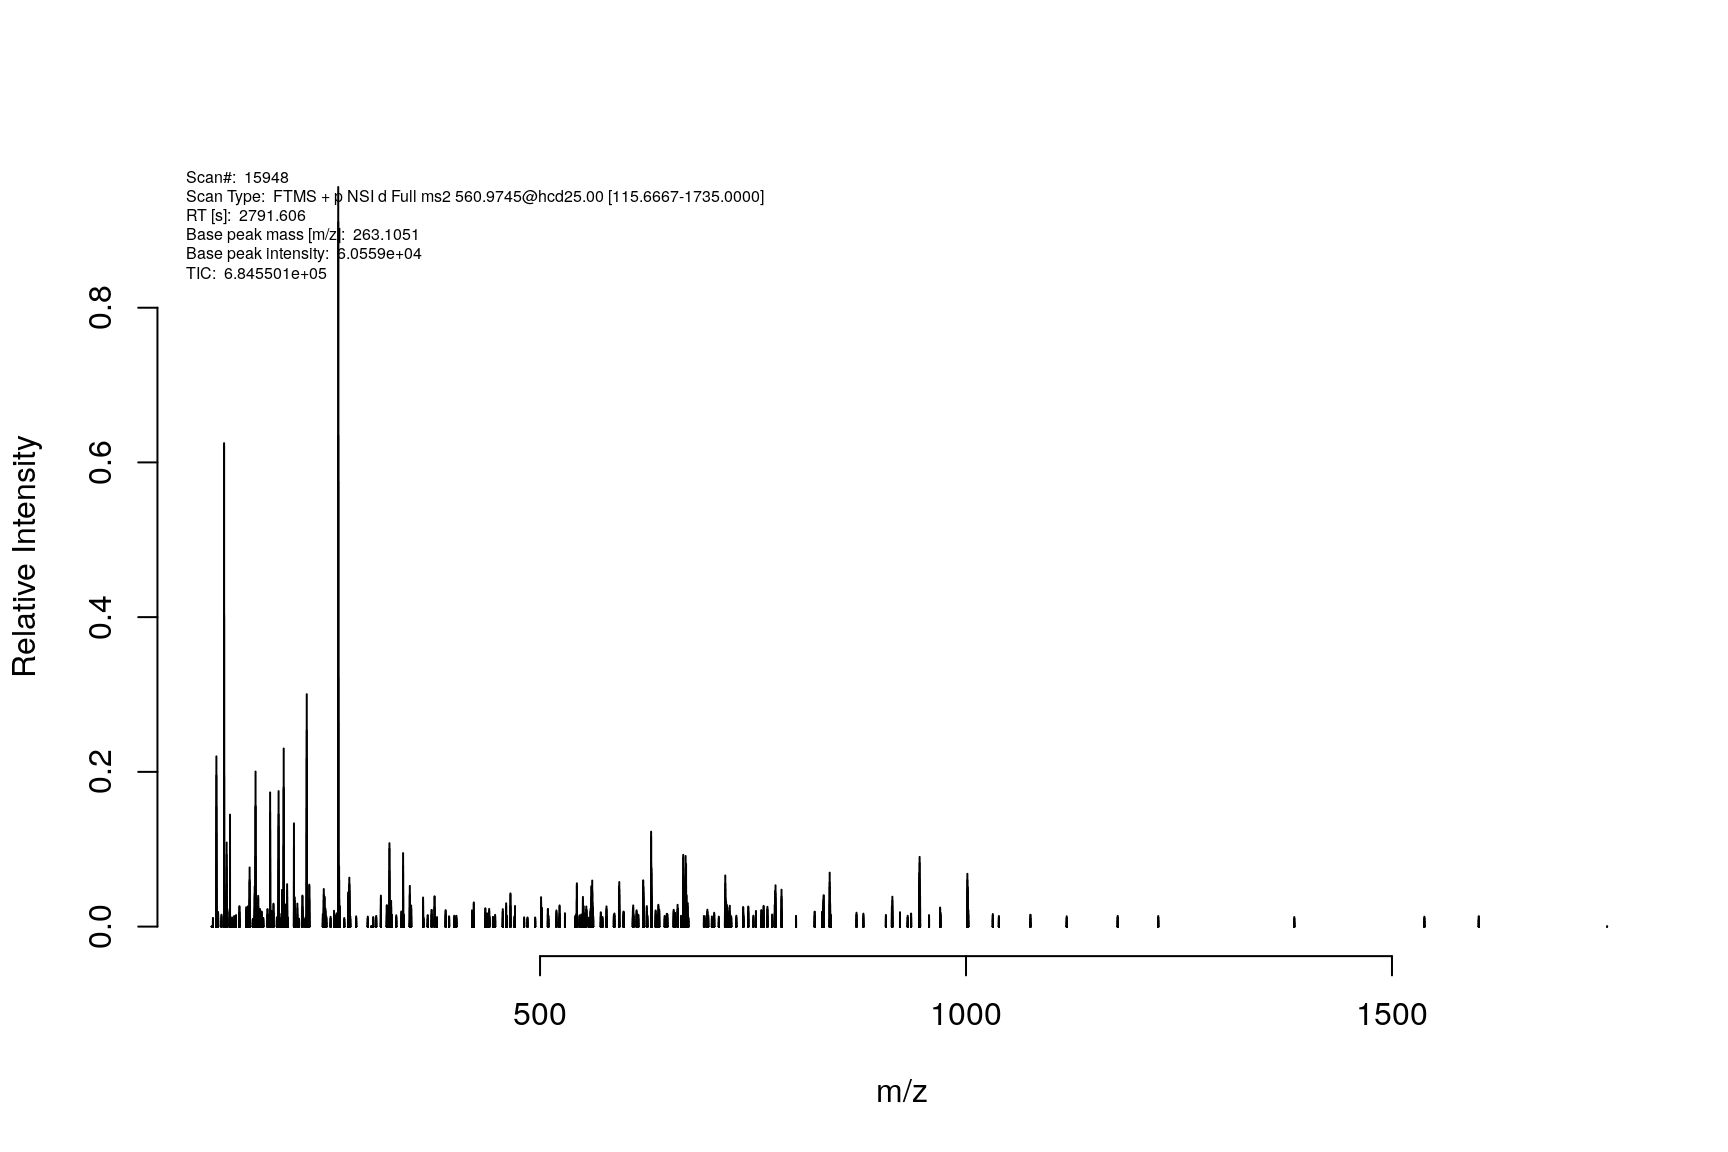 Scan#: 15948
Scan Type: FTMS + p NSI d Full ms2 560.9745@hcd25.00 [115.6667-1735.0000]
RT [s]: 2791.606
Base peak mass [m/z]: 263.1051
Base peak intensity: 6.0559e+04
TIC: 6.845501e+05
0.8
0.6
0.4
0.2
0.0
Relative Intensity
500 1000 1500
m/z